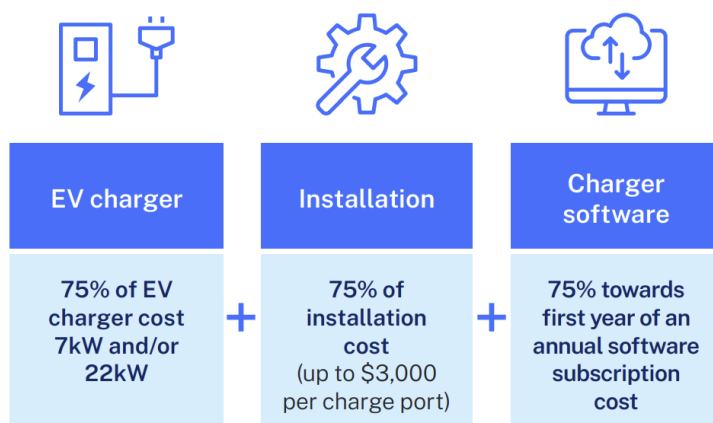 EV charger
75% of EV
charger cost
7kW and/or
22kW
+
Installation
75% of
installation
cost
(up to $3,000
per charge port)
+
Charger
software
75% towards
first year of an
annual software
subscription
cost